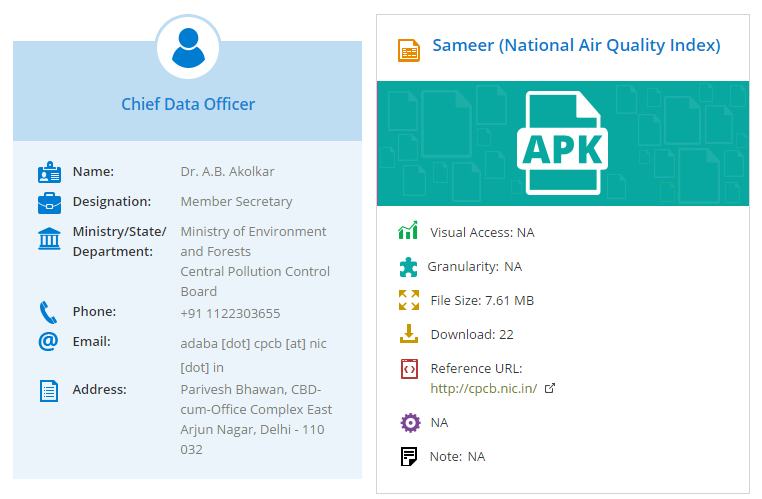 Chief Data Officer
Name: Dr. A.B. Akolkar
Designation: Member Secretary
Ministry/State/ Ministry of Environment
Department: and Forests
Central Pollution Control
Board
Phone: +91 1122303655
Email: adaba [dot] cpcb [at] nic
[dot] in
Address: Parivesh Bhawan, CBD-
cum-Office Complex East
Arjun Nagar, Delhi - 110
032
Sameer (National Air Quality Index)
APK
Visual Access: NA
Granularity: NA
File Size: 7.61 MB
Download: 22
Reference URL:
http://cpcb.nic.in/
NA
Note: NA